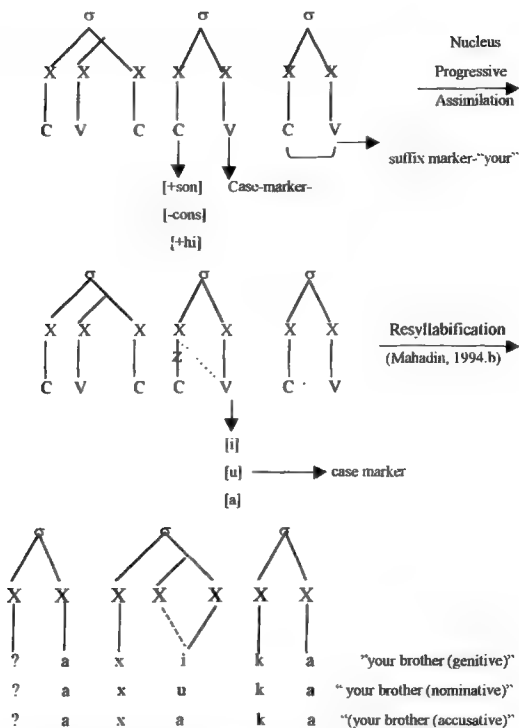 σ σ σ
Nucleus
X X X X X X X Progressive
Assimilation
C V C C V C V
suffix marker-"your"
[+son] Case-marker-
[-cons]
[+hi]
σ σ σ
X X X X X X X Resyllabification
Z (Mahadin, 1994.b)
C V C C V C V
[i]
[u] case marker
[a]
σ σ σ
X X X X X X X
? a x i k a "your brother (genitive)"
? a x u k a "your brother (nominative)"
? a x a k a "(your brother (accusative)"